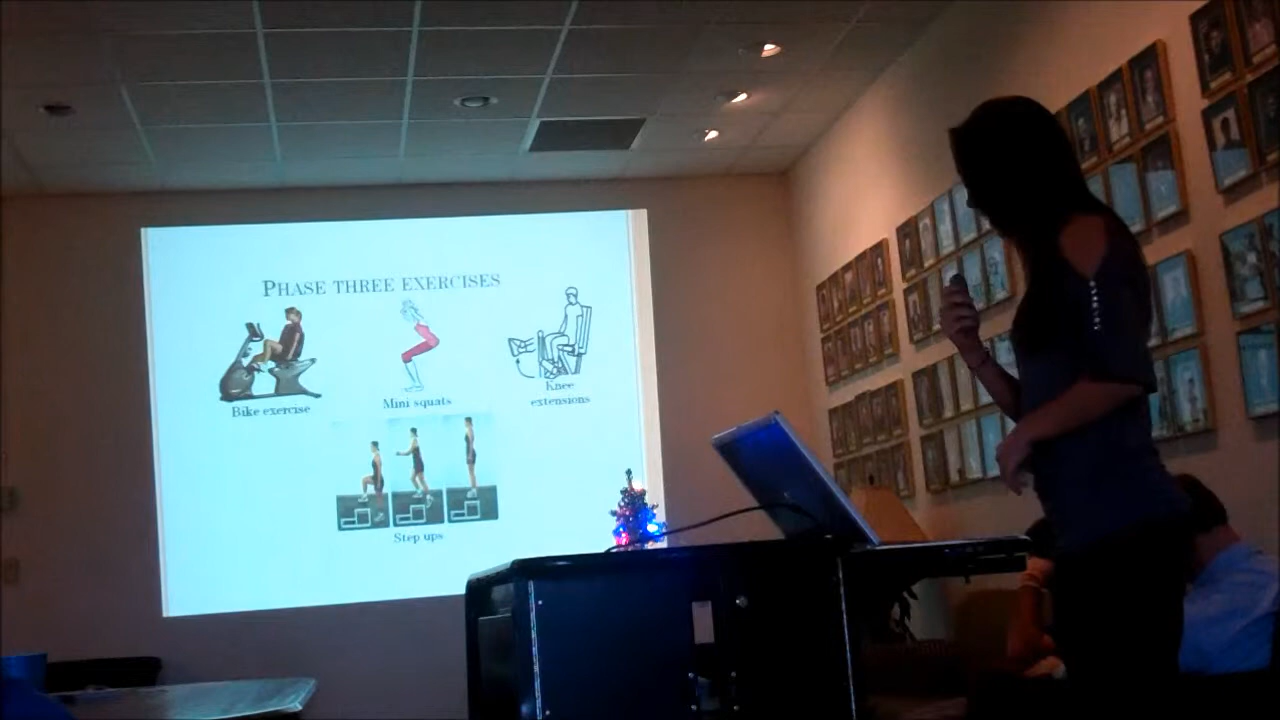 PHASE THREE EXERCISES
Bike exercise
Mini squats
Knee
extensions
Step ups